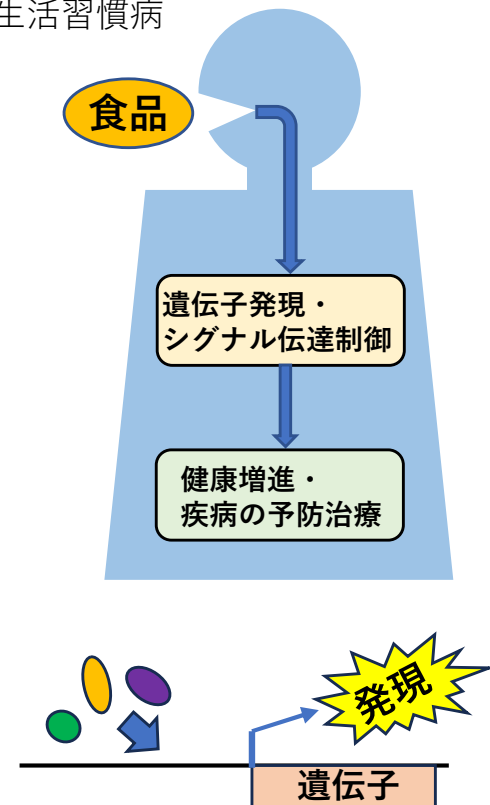 生活習慣病
食品
遺伝子発現・
シグナル伝達制御
健康増進・
疾病の予防治療
発現
遺伝子